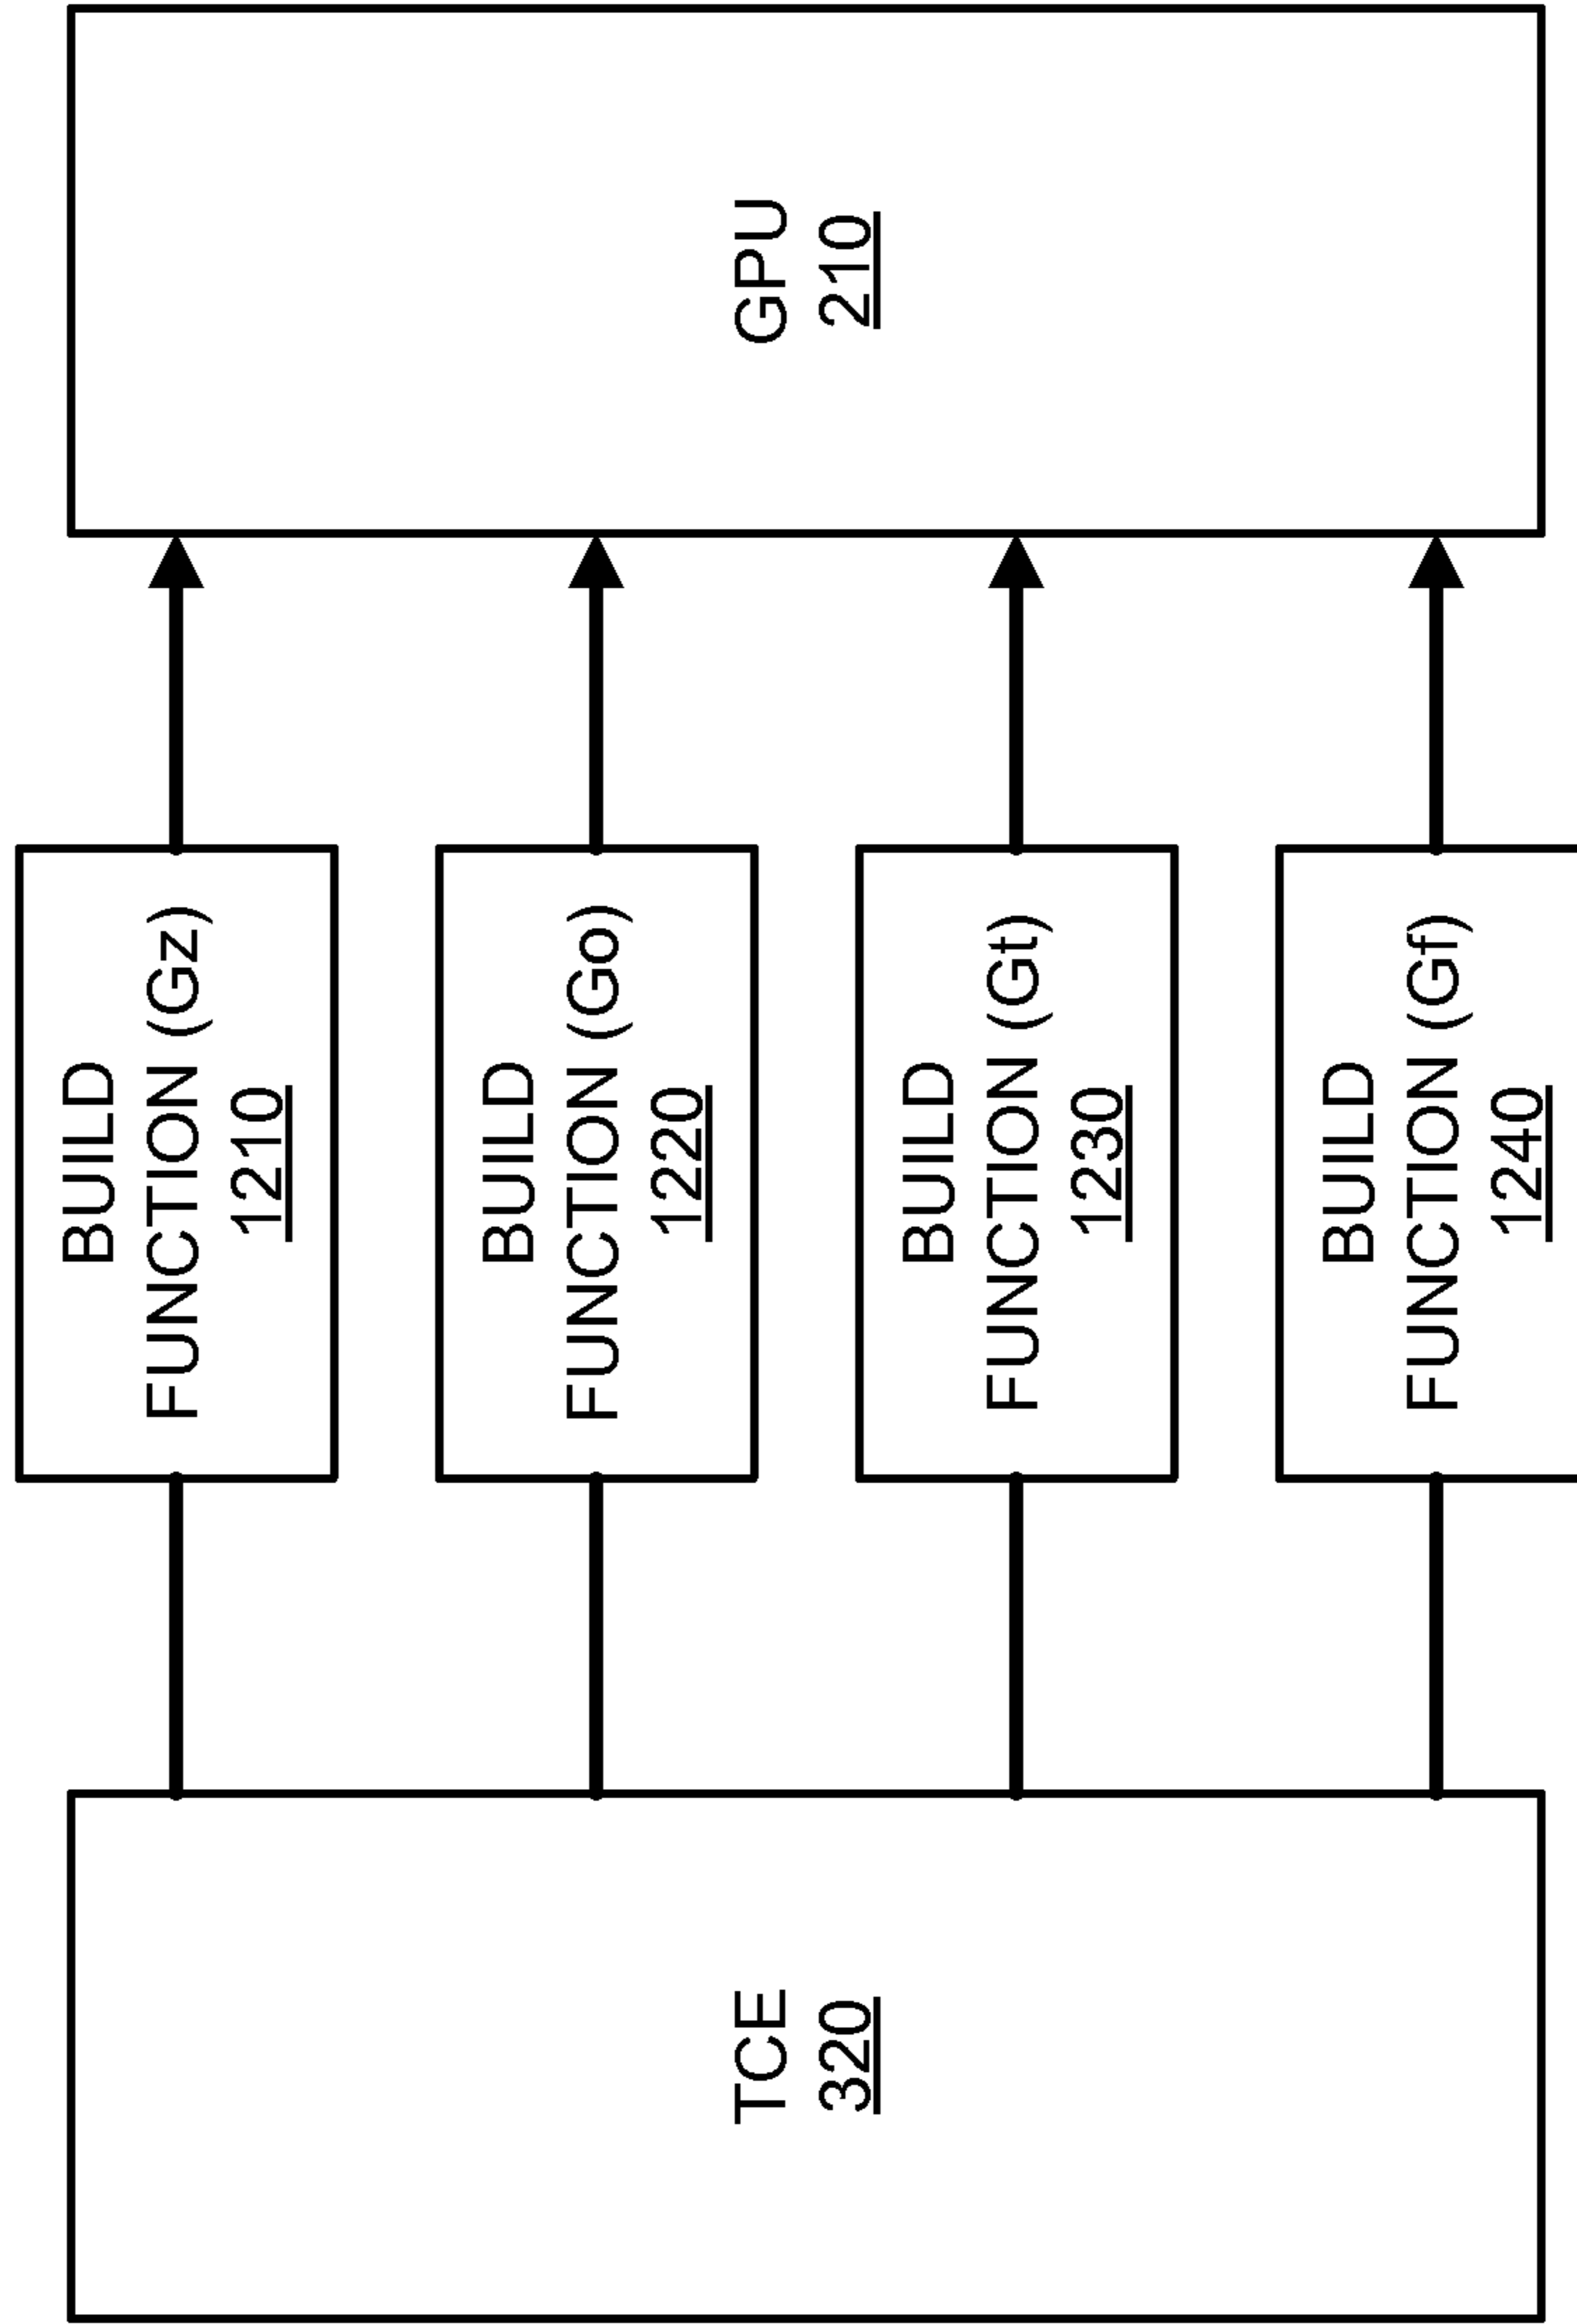 TCE
320
BUILD
FUNCTION (Gz)
1210
BUILD
FUNCTION (Go)
1220
BUILD
FUNCTION (Gt)
1230
BUILD
FUNCTION (Gf)
1240
GPU
210